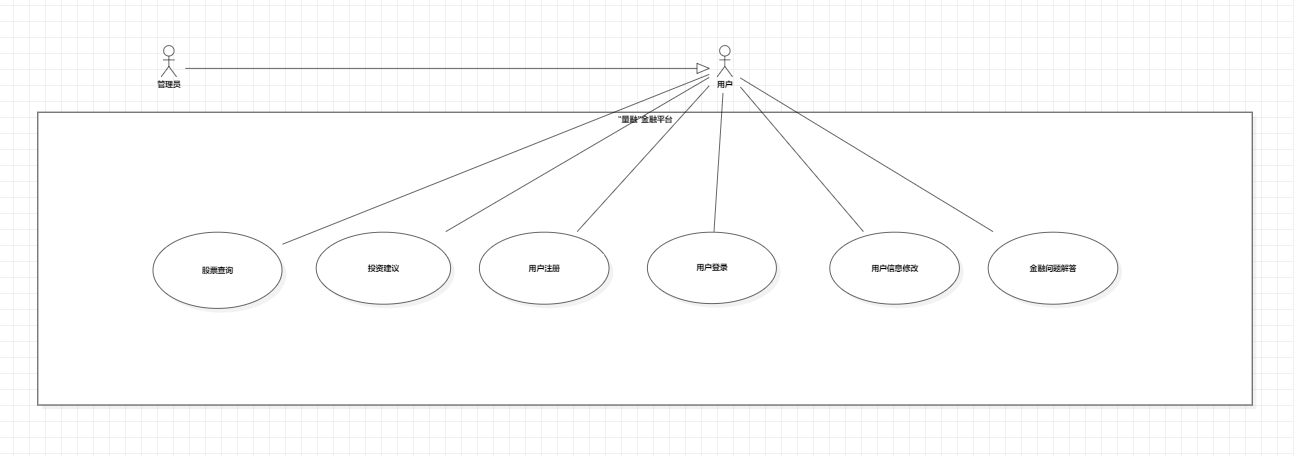 管理员
用户
“量融”金融平台
股票查询
投资建议
用户注册
用户登录
用户信息修改
金融问题解答